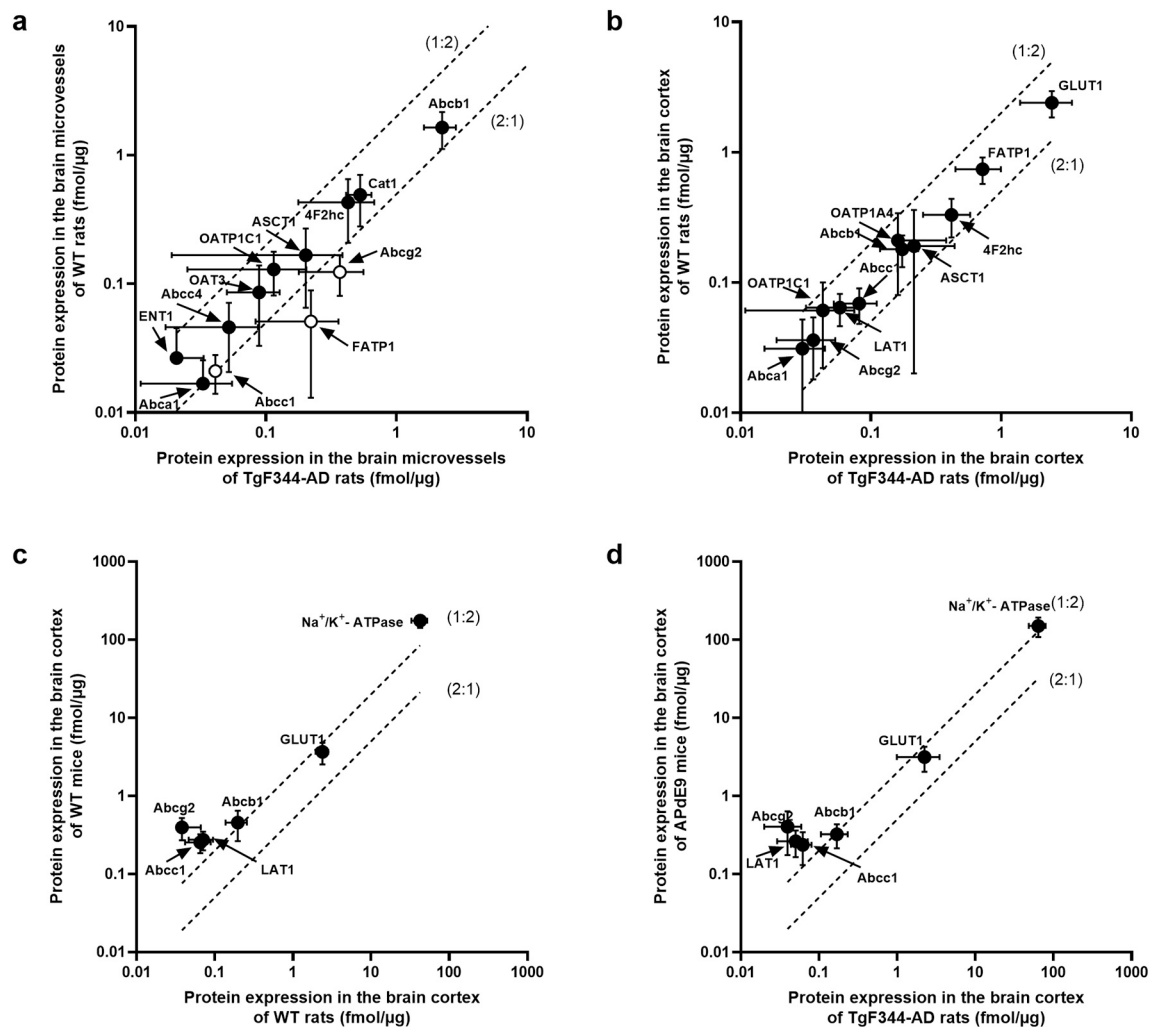 a
Protein expression in the brain microvessels
of WT rats (fmol/µg)
10
1
0.1
0.01
(1:2)
(2:1)
Abcb1
Cat1
4F2hc
ASCT1
OATP1C1
Abcg2
OAT3
Abcc4
ENT1
FATP1
Abca1
Abcc1
0.01
0.1
1
10
Protein expression in the brain microvessels
of TgF344-AD rats (fmol/µg)
b
Protein expression in the brain cortex
of WT rats (fmol/µg)
10
1
0.1
0.01
(1:2)
GLUT1
FATP1
(2:1)
OATP1A4
Abcb1
4F2hc
Abcc1
ASCT1
OATP1C1
LAT1
Abcg2
Abca1
0.01
0.1
1
10
Protein expression in the brain cortex
of TgF344-AD rats (fmol/µg)
c
Protein expression in the brain cortex
of WT mice (fmol/µg)
1000
100
10
1
0.1
0.01
Na+/K+- ATPase
(1:2)
(2:1)
GLUT1
Abcg2
Abcb1
Abcc1
LAT1
0.01
0.1
1
10
100
1000
Protein expression in the brain cortex
of WT rats (fmol/µg)
d
Protein expression in the brain cortex
of APdE9 mice (fmol/µg)
1000
100
10
1
0.1
0.01
Na+/K+- ATPase
(1:2)
(2:1)
GLUT1
Abcg2
Abcb1
LAT1
Abcc1
0.01
0.1
1
10
100
1000
Protein expression in the brain cortex
of TgF344-AD rats (fmol/µg)